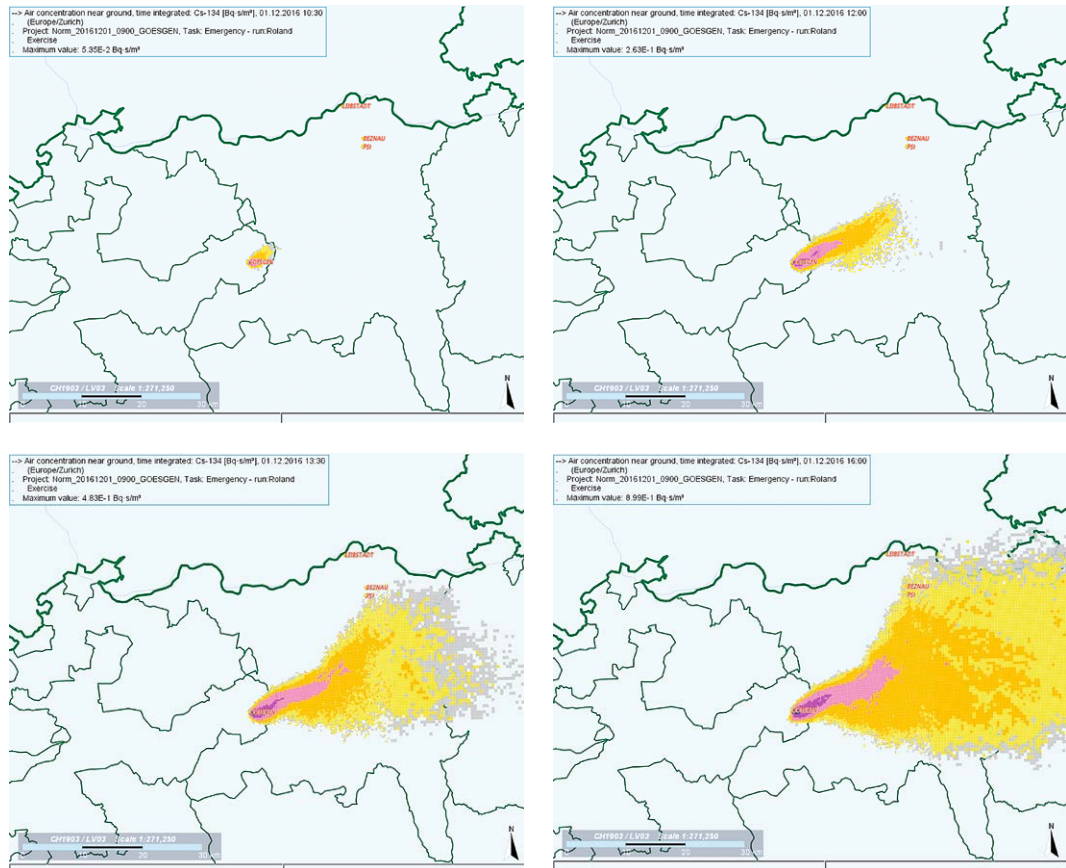 --> Air concentration near ground, time integrated: Cs-134 [Bq·s/m³], 01.12.2016 10:30
(Europe/Zurich)
Project: Norm_20161201_0900_GOESGEN, Task: Emergency - run:Roland
Exercise
Maximum value: 5.35E-2 Bq·s/m³
LEIBSTADT
BEZNAU
PSI
GOESGEN
CH1903 / LV03 Scale 1:271,250
20
30 km
N
--> Air concentration near ground, time integrated: Cs-134 [Bq·s/m³], 01.12.2016 12:00
(Europe/Zurich)
Project: Norm_20161201_0900_GOESGEN, Task: Emergency - run:Roland
Exercise
Maximum value: 2.63E-1 Bq·s/m³
LEIBSTADT
BEZNAU
PSI
GOESGEN
CH1903 / LV03 Scale 1:271,250
20
30 km
N
--> Air concentration near ground, time integrated: Cs-134 [Bq·s/m³], 01.12.2016 13:30
(Europe/Zurich)
Project: Norm_20161201_0900_GOESGEN, Task: Emergency - run:Roland
Exercise
Maximum value: 4.83E-1 Bq·s/m³
LEIBSTADT
BEZNAU
PSI
GOESGEN
CH1903 / LV03 Scale 1:271,250
20
30 km
N
--> Air concentration near ground, time integrated: Cs-134 [Bq·s/m³], 01.12.2016 16:00
(Europe/Zurich)
Project: Norm_20161201_0900_GOESGEN, Task: Emergency - run:Roland
Exercise
Maximum value: 8.99E-1 Bq·s/m³
LEIBSTADT
BEZNAU
PSI
GOESGEN
CH1903 / LV03 Scale 1:271,250
20
30 km
N